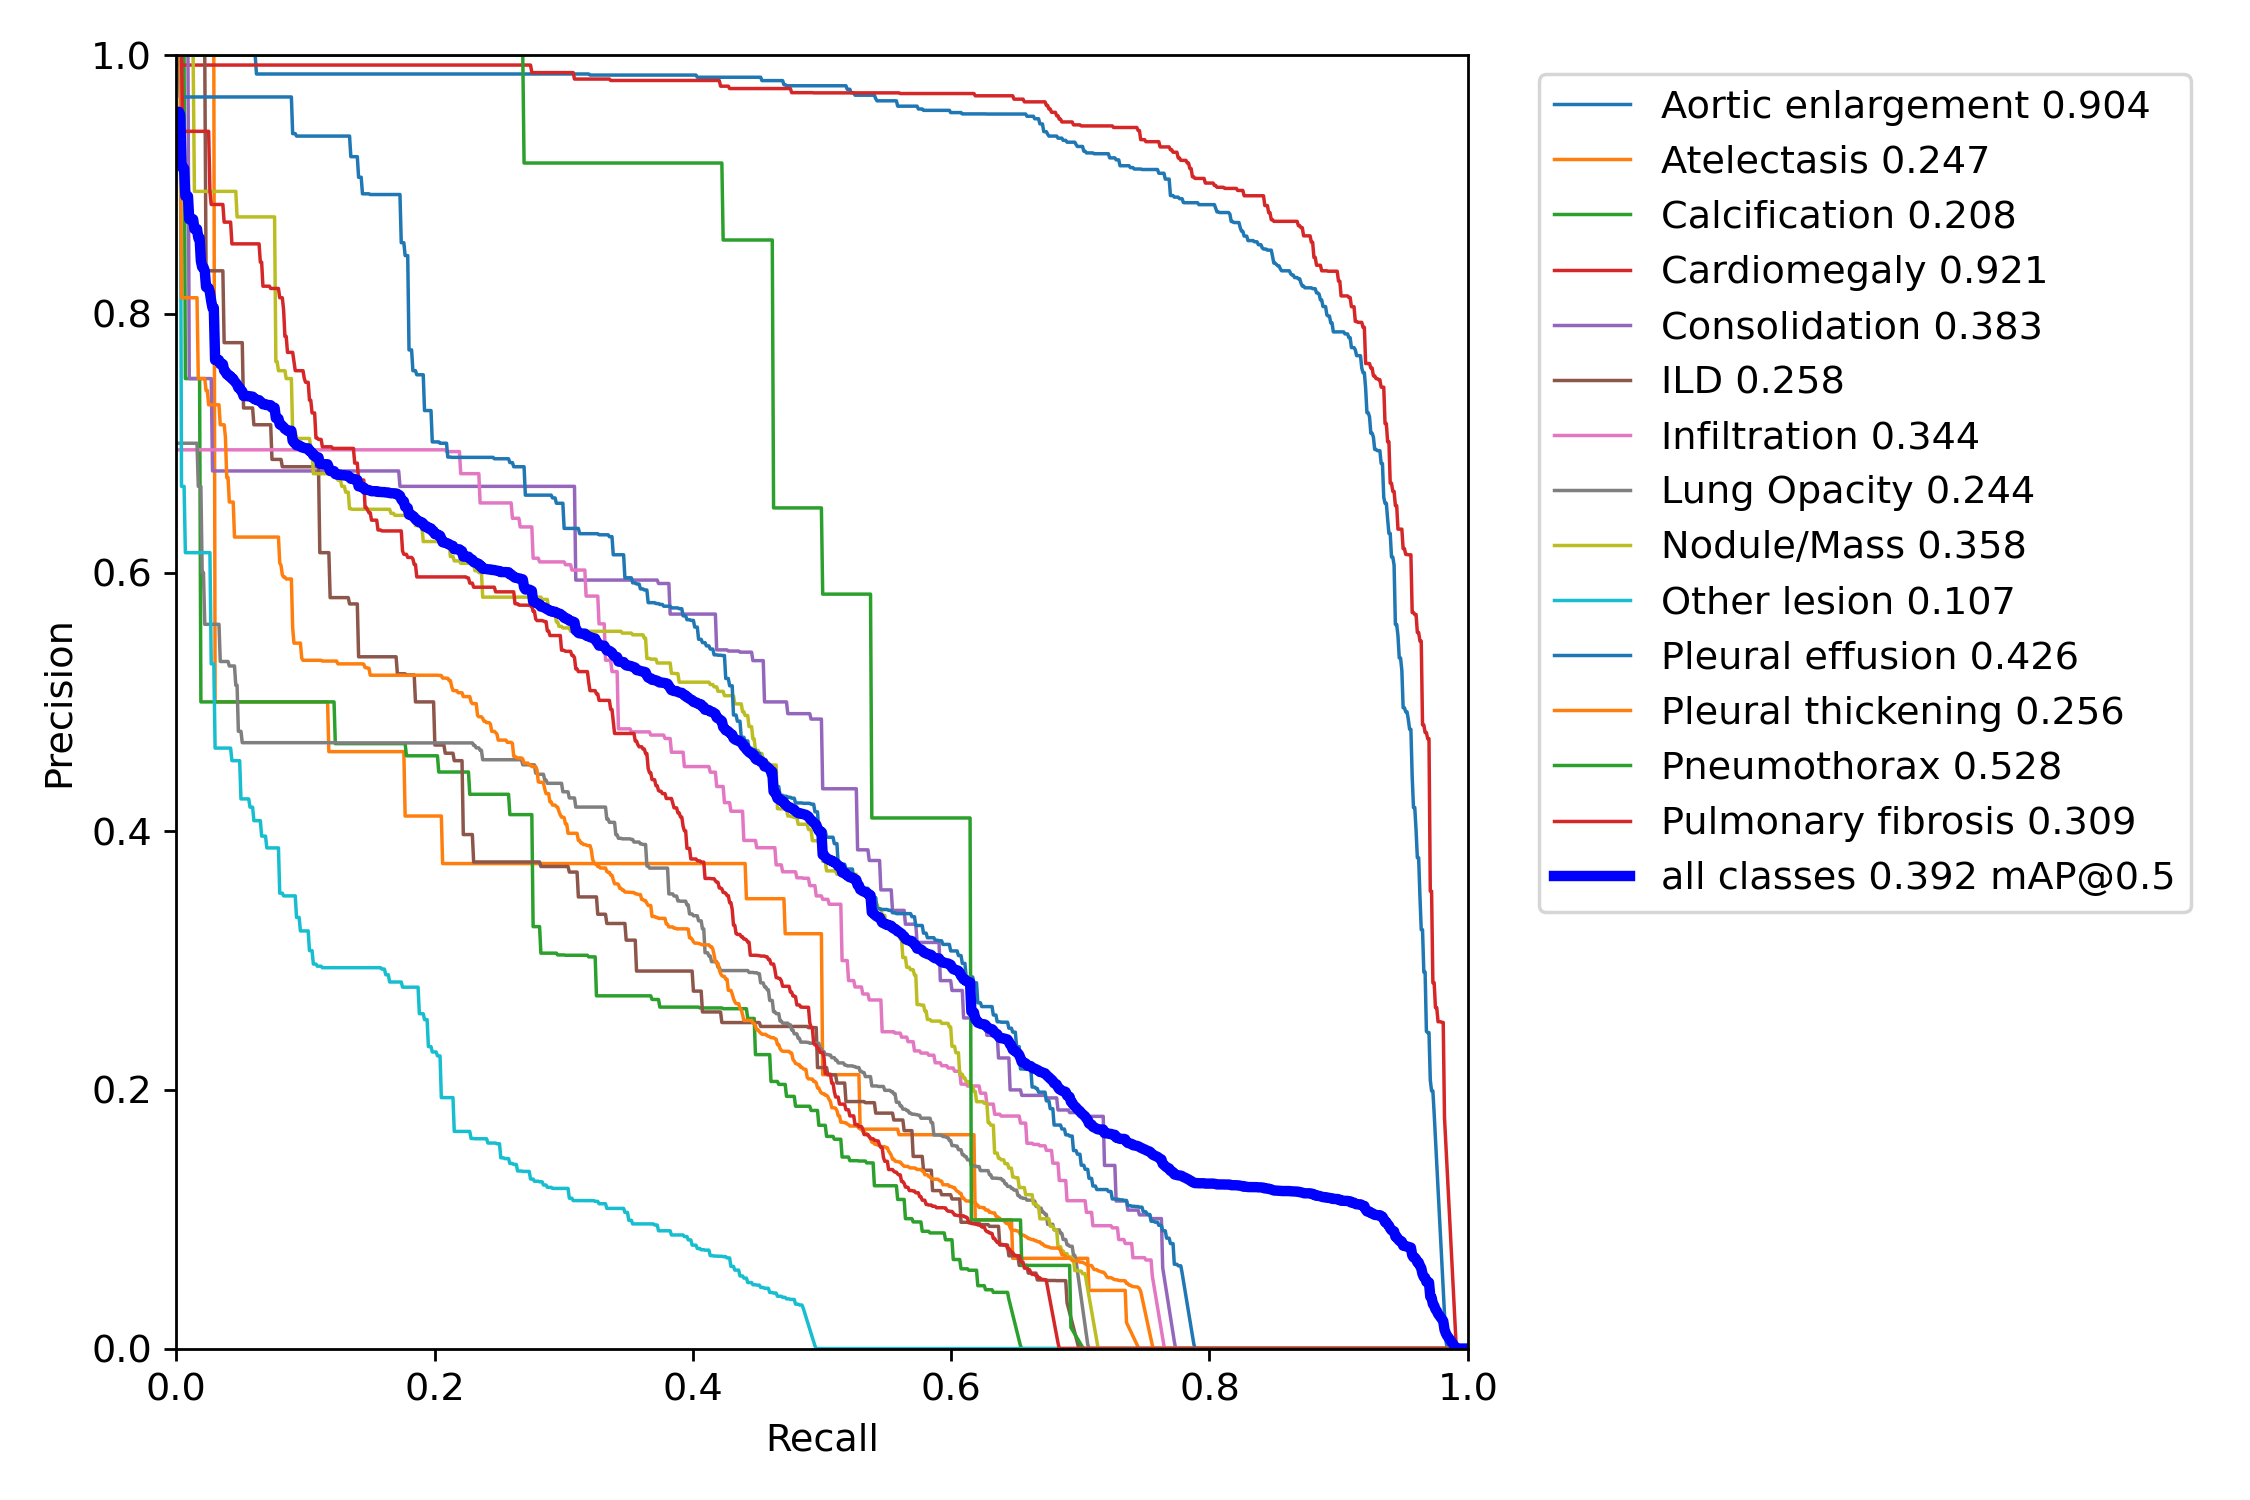 1.0
0.8
0.6
0.4
0.2
0.0
Precision
0.0 0.2 0.4 0.6 0.8 1.0
Recall
Aortic enlargement 0.904
Atelectasis 0.247
Calcification 0.208
Cardiomegaly 0.921
Consolidation 0.383
ILD 0.258
Infiltration 0.344
Lung Opacity 0.244
Nodule/Mass 0.358
Other lesion 0.107
Pleural effusion 0.426
Pleural thickening 0.256
Pneumothorax 0.528
Pulmonary fibrosis 0.309
all classes 0.392 mAP@0.5